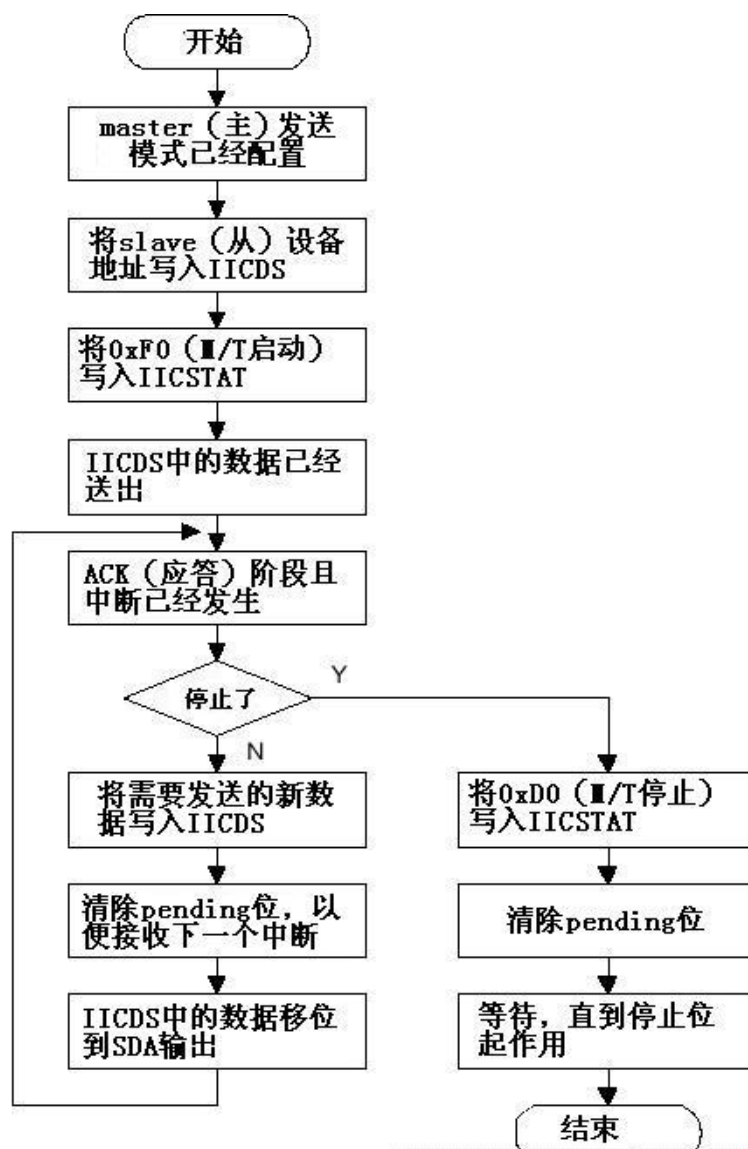 开始
master（主）发送
模式已经配置
将slave（从）设备
地址写入IICDS
将0xF0（M/T启动）
写入IICSTAT
IICDS中的数据已经
送出
ACK（应答）阶段且
中断已经发生
停止了
Y
N
将需要发送的新数
据写入IICDS
清除pending位，以
便接收下一个中断
IICDS中的数据移位
到SDA输出
将0xD0（M/T停止）
写入IICSTAT
清除pending位
等待，直到停止位
起作用
结束